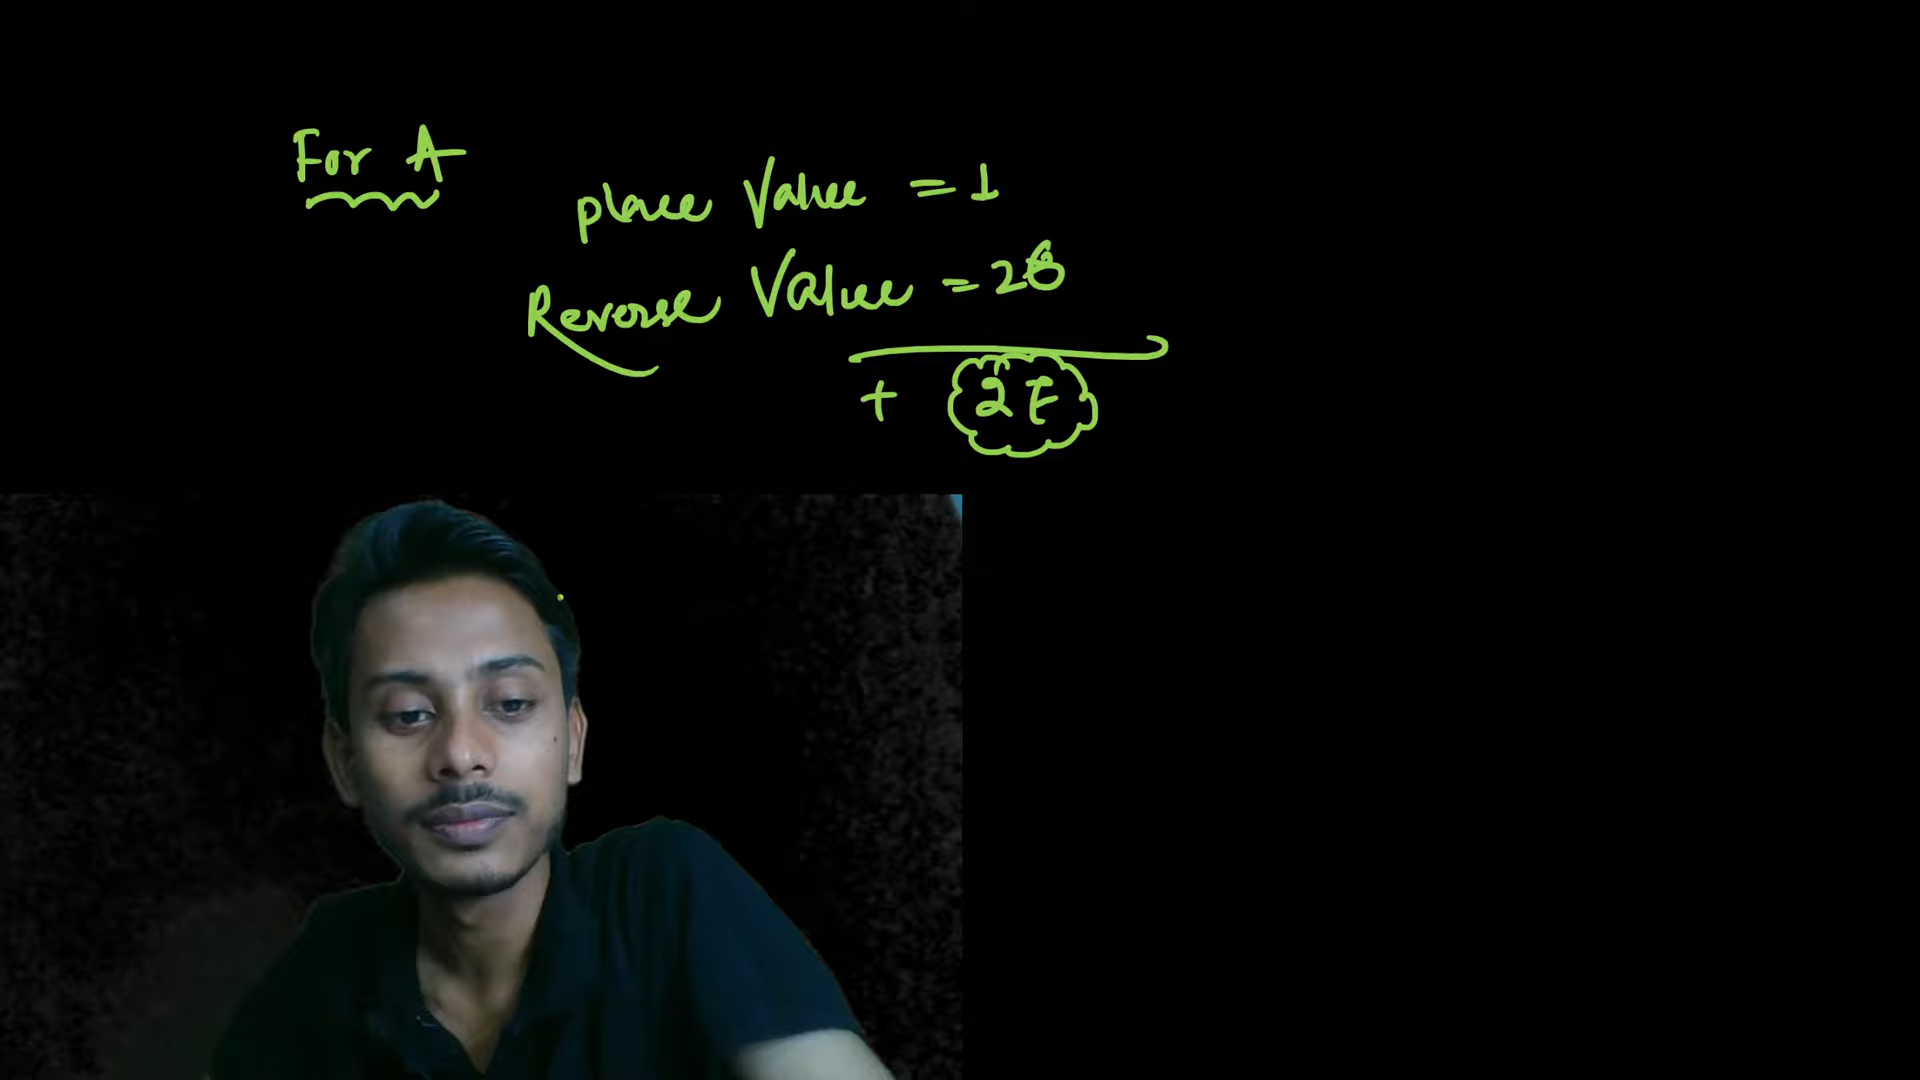 For A
place Value = 1
Reverse Value = 26
+ 27